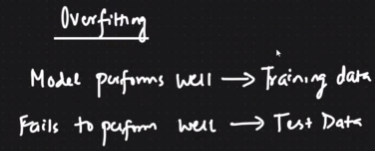 Overfitting
Model performs well → Training data
Fails to perform well → Test Data